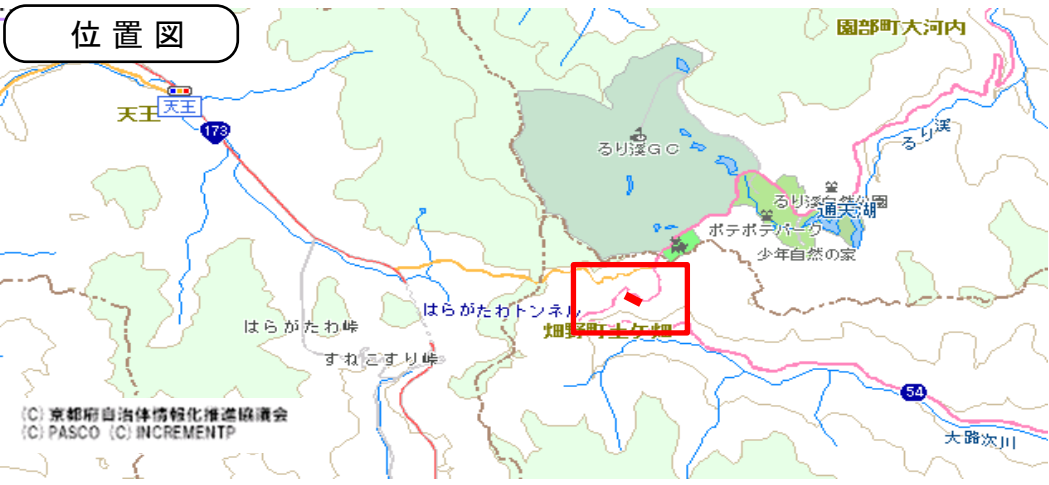 位置図
園部町大河内
天王
天王
173
るり渓
るり渓GC
るり渓自然公園
通天湖
ポテポテパーク
少年自然の家
はらがたわトンネル
はらがたわ峠
畑野町土ケ畑
すねこすり峠
54
大路次川
(C) 京都府自治体情報化推進協議会
(C) PASCO (C) INCREMENTP